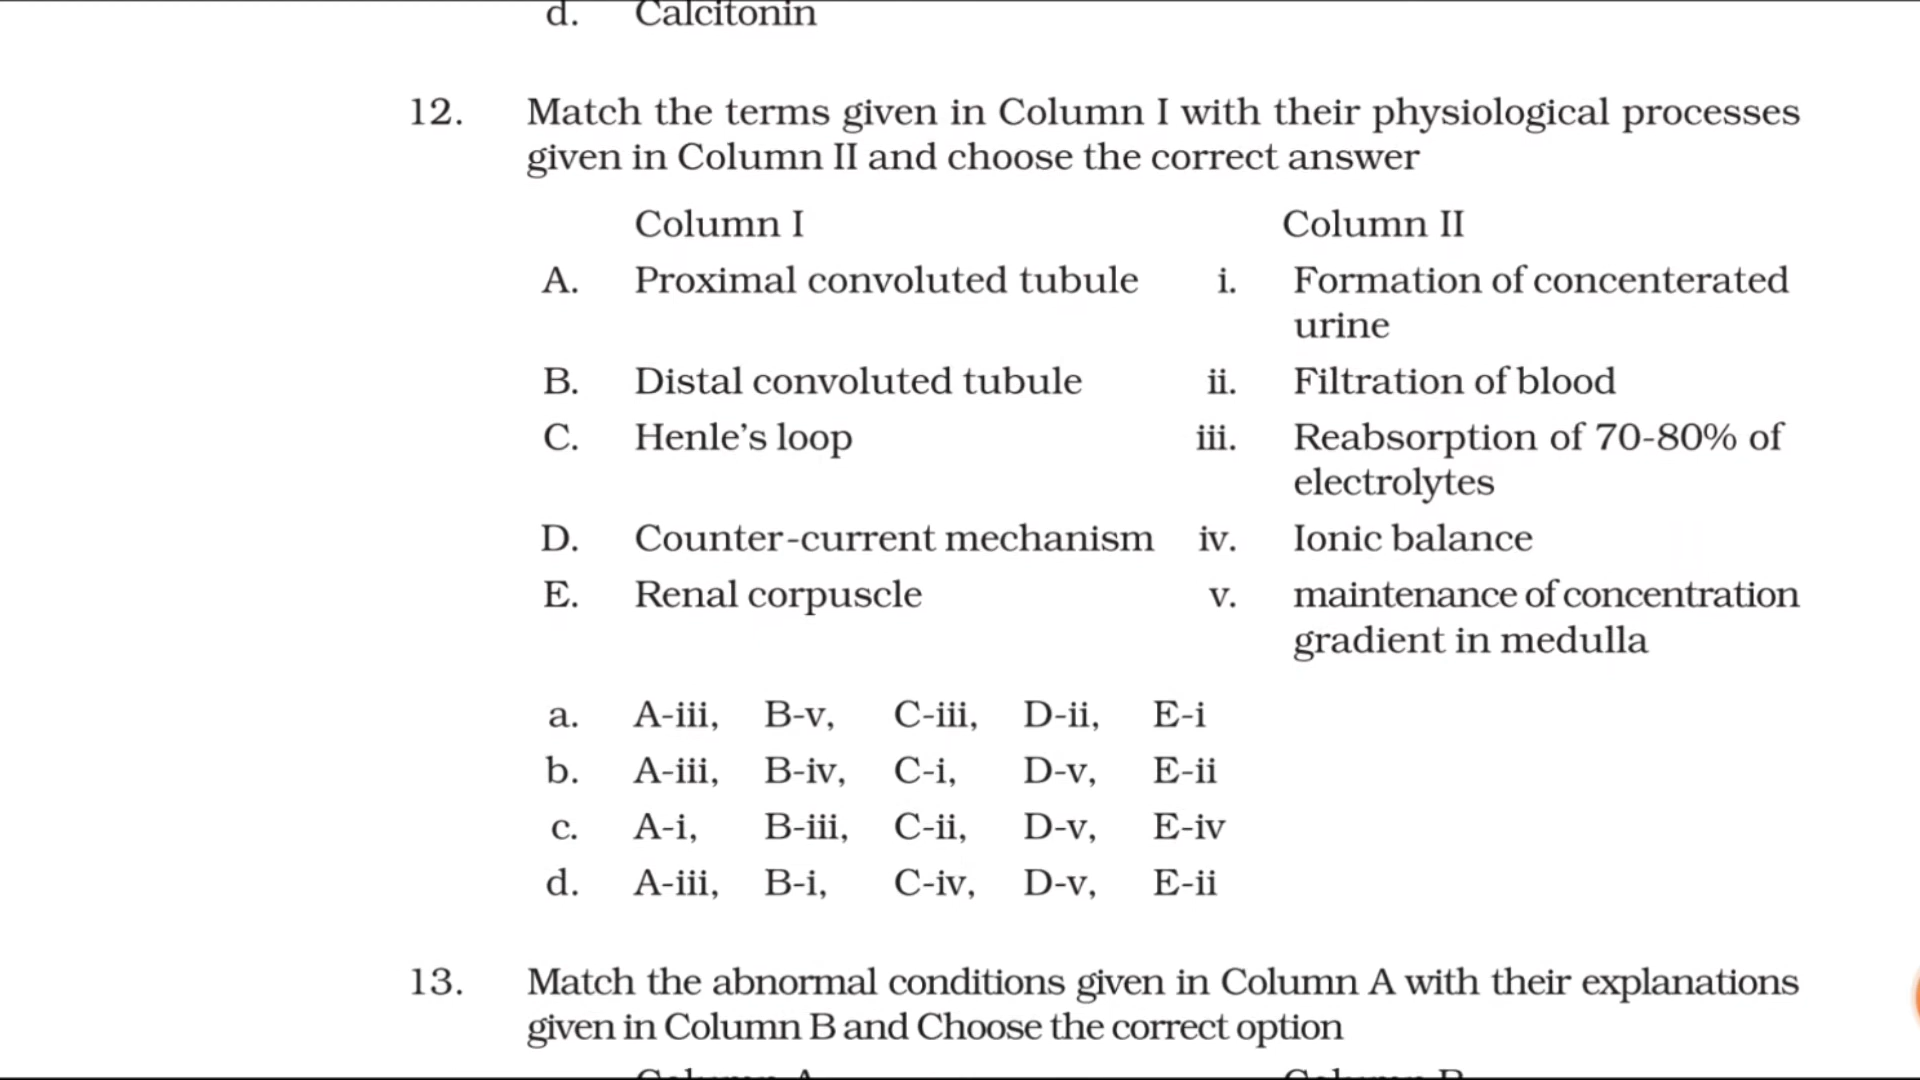 d. Calcitonin
12. Match the terms given in Column I with their physiological processes
given in Column II and choose the correct answer
Column I Column II
A. Proximal convoluted tubule i. Formation of concenterated
urine
B. Distal convoluted tubule ii. Filtration of blood
C. Henle’s loop iii. Reabsorption of 70-80% of
electrolytes
D. Counter-current mechanism iv. Ionic balance
E. Renal corpuscle v. maintenance of concentration
gradient in medulla
a. A-iii, B-v, C-iii, D-ii, E-i
b. A-iii, B-iv, C-i, D-v, E-ii
c. A-i, B-iii, C-ii, D-v, E-iv
d. A-iii, B-i, C-iv, D-v, E-ii
13. Match the abnormal conditions given in Column A with their explanations
given in Column B and Choose the correct option